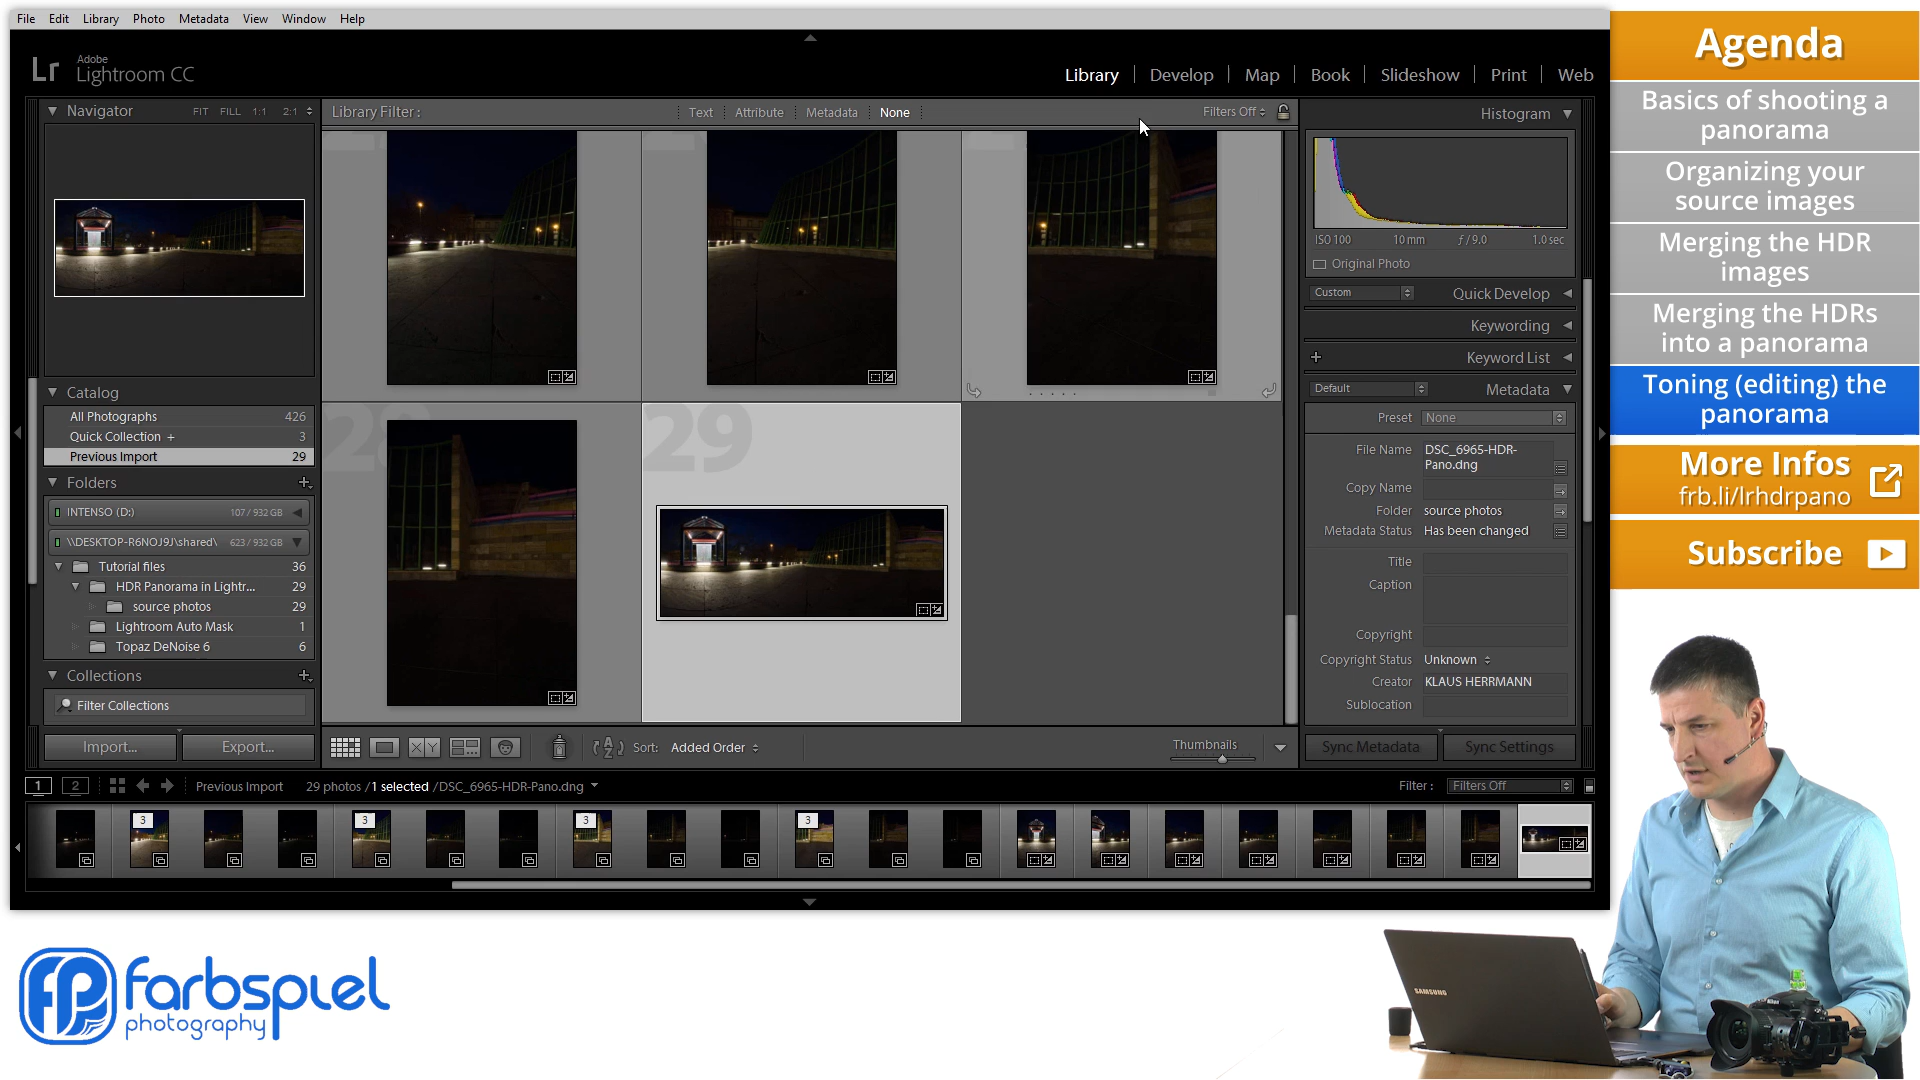 File Edit Library Photo Metadata View Window Help
Lr Adobe Lightroom CC
Library | Develop | Map | Book | Slideshow | Print | Web
Navigator FIT FILL 1:1 2:1
Library Filter : Text Attribute Metadata None Filters Off
Histogram
ISO 100 10 mm f / 9.0 1.0 sec
Original Photo
Custom Quick Develop
Keywording
+ Keyword List
Default Metadata
Preset None
File Name DSC_6965-HDR-
Pano.dng
Copy Name
Folder source photos
Metadata Status Has been changed
Title
Caption
Copyright
Copyright Status Unknown
Creator KLAUS HERRMANN
Sublocation
Sync Metadata Sync Settings
Catalog
All Photographs 426
Quick Collection + 3
Previous Import 29
Folders +
INTENSO (D:) 107 / 932 GB
\\DESKTOP-R6NOJ9J\shared\ 623 / 932 GB
Tutorial files 36
HDR Panorama in Lightr... 29
source photos 29
Lightroom Auto Mask 1
Topaz DeNoise 6 6
Collections +
Filter Collections
Import... Export...
28
29
XY AZ Sort: Added Order Thumbnails
1 2 Previous Import 29 photos / 1 selected / DSC_6965-HDR-Pano.dng Filter : Filters Off
3 3 3 3
Agenda
Basics of shooting a
panorama
Organizing your
source images
Merging the HDR
images
Merging the HDRs
into a panorama
Toning (editing) the
panorama
More Infos
frb.li/lrhdrpano
Subscribe
fp farbspiel
photography
SAMSUNG
Nikon